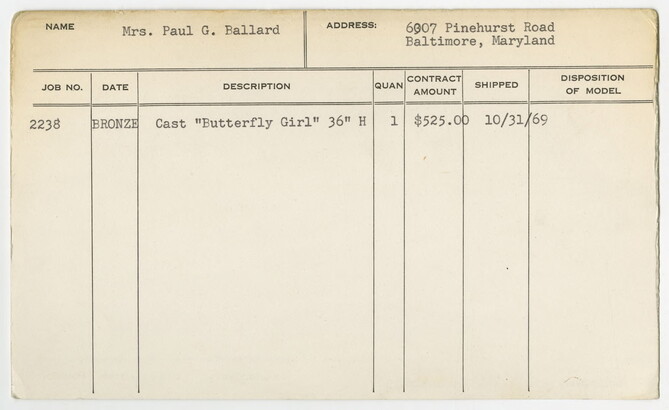 NAME Mrs. Paul G. Ballard ADDRESS: 6907 Pinehurst Road
Baltimore, Maryland
JOB NO. DATE DESCRIPTION QUAN CONTRACT AMOUNT SHIPPED DISPOSITION OF MODEL
2238 BRONZE Cast "Butterfly Girl" 36" H 1 $525.00 10/31/69